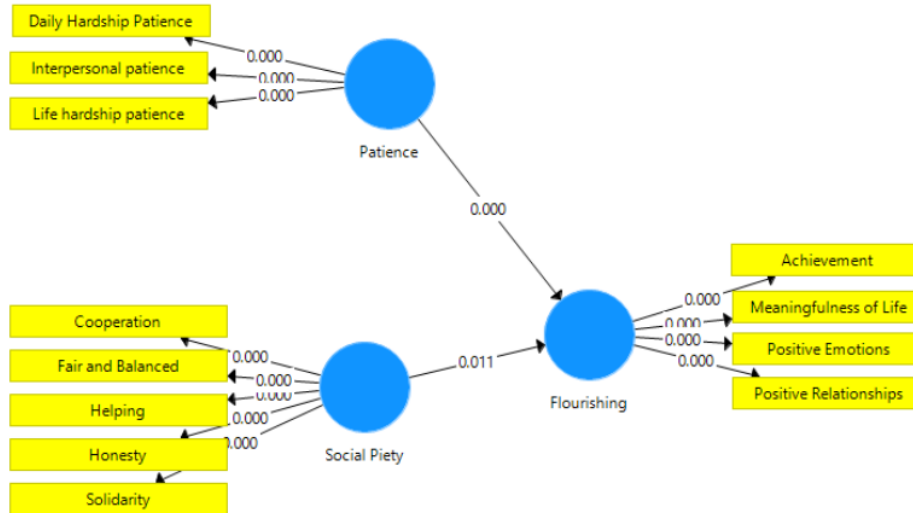 Daily Hardship Patience
Interpersonal patience
Life hardship patience
0.000
0.000
0.000
Patience
0.000
Cooperation
Fair and Balanced
Helping
Honesty
Solidarity
0.000
0.000
0.000
0.000
0.000
Social Piety
0.011
Flourishing
0.000
0.000
0.000
0.000
Achievement
Meaningfulness of Life
Positive Emotions
Positive Relationships